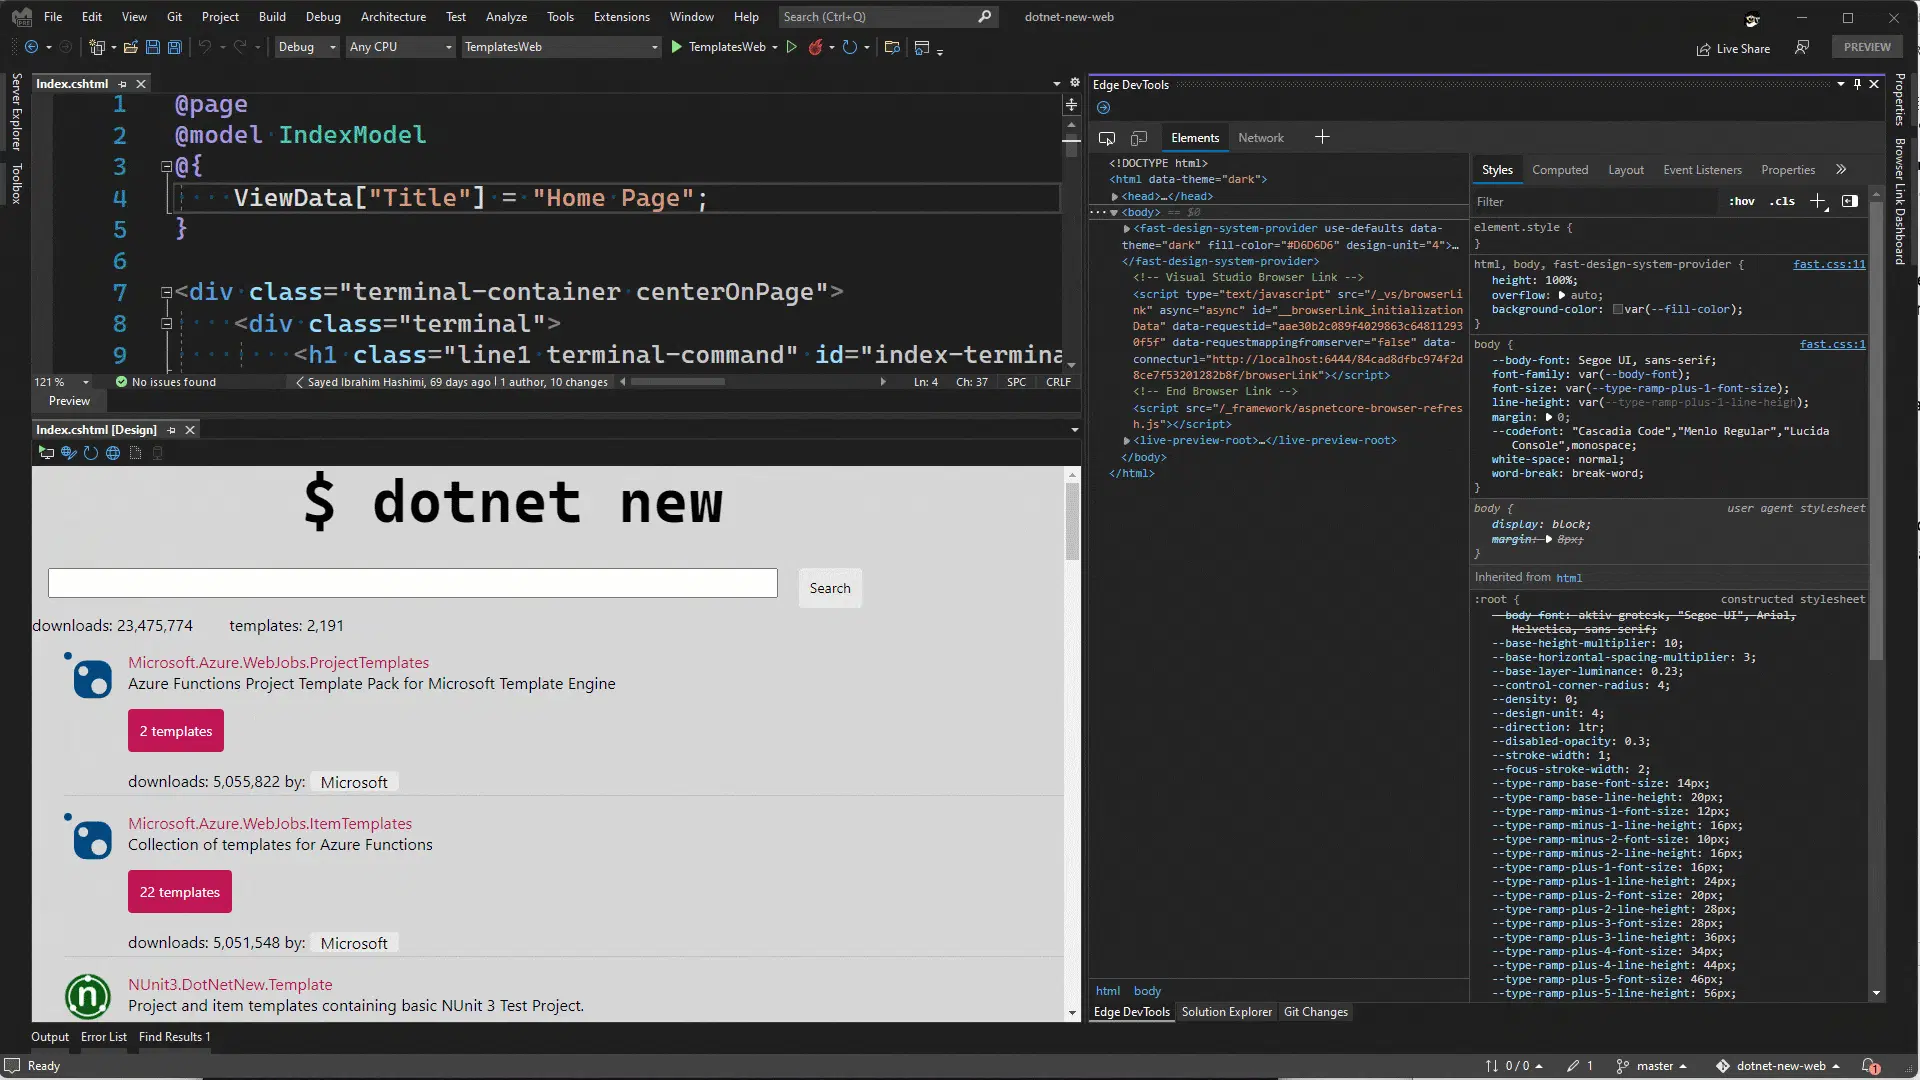 File Edit View Git Project Build Debug Architecture Test Analyze Tools Extensions Window Help Search (Ctrl+Q) dotnet-new-web
Debug Any CPU TemplatesWeb TemplatesWeb Live Share PREVIEW
Server Explorer
Toolbox
Index.cshtml
1 @page
2 @model IndexModel
3 @{
4 ViewData["Title"] = "Home Page";
5 }
6
7 <div class="terminal-container centerOnPage">
8 <div class="terminal">
9 <h1 class="line1 terminal-command" id="index-termina
121 % No issues found Sayed Ibrahim Hashimi, 69 days ago | 1 author, 10 changes Ln: 4 Ch: 37 SPC CRLF
Preview
Index.cshtml [Design]
$ dotnet new
Search
downloads: 23,475,774 templates: 2,191
Microsoft.Azure.WebJobs.ProjectTemplates
Azure Functions Project Template Pack for Microsoft Template Engine
2 templates
downloads: 5,055,822 by: Microsoft
Microsoft.Azure.WebJobs.ItemTemplates
Collection of templates for Azure Functions
22 templates
downloads: 5,051,548 by: Microsoft
n
NUnit3.DotNetNew.Template
Project and item templates containing basic NUnit 3 Test Project.
Edge DevTools
Elements Network
<!DOCTYPE html>
<html data-theme="dark">
<head>…</head>
<body> == $0
<fast-design-system-provider use-defaults data-
theme="dark" fill-color="#D6D6D6" design-unit="4">…
</fast-design-system-provider>
<!-- Visual Studio Browser Link -->
<script type="text/javascript" src="/_vs/browserLi
nk" async="async" id="__browserLink_initialization
Data" data-requestid="aae30b2c089f4029863c64811293
0f5f" data-requestmappingfromserver="false" data-
connecturl="http://localhost:6444/84cad8dfbc974f2d
8ce7f53201282b8f/browserLink"></script>
<!-- End Browser Link -->
<script src="/_framework/aspnetcore-browser-refres
h.js"></script>
<live-preview-root>…</live-preview-root>
</body>
</html>
html body
Styles Computed Layout Event Listeners Properties
Filter :hov .cls
element.style {
}
html, body, fast-design-system-provider { fast.css:11
height: 100%;
overflow: auto;
background-color: var(--fill-color);
}
body { fast.css:1
--body-font: Segoe UI, sans-serif;
font-family: var(--body-font);
font-size: var(--type-ramp-plus-1-font-size);
line-height: var(--type-ramp-plus-1-line-heigh);
margin: 0;
--codefont: "Cascadia Code","Menlo Regular","Lucida
Console",monospace;
white-space: normal;
word-break: break-word;
}
body { user agent stylesheet
display: block;
margin: 8px;
}
Inherited from html
:root { constructed stylesheet
--body-font: aktiv-grotesk, "Segoe UI", Arial,
Helvetica, sans-serif;
--base-height-multiplier: 10;
--base-horizontal-spacing-multiplier: 3;
--base-layer-luminance: 0.23;
--control-corner-radius: 4;
--density: 0;
--design-unit: 4;
--direction: ltr;
--disabled-opacity: 0.3;
--stroke-width: 1;
--focus-stroke-width: 2;
--type-ramp-base-font-size: 14px;
--type-ramp-base-line-height: 20px;
--type-ramp-minus-1-font-size: 12px;
--type-ramp-minus-1-line-height: 16px;
--type-ramp-minus-2-font-size: 10px;
--type-ramp-minus-2-line-height: 16px;
--type-ramp-plus-1-font-size: 16px;
--type-ramp-plus-1-line-height: 24px;
--type-ramp-plus-2-font-size: 20px;
--type-ramp-plus-2-line-height: 28px;
--type-ramp-plus-3-font-size: 28px;
--type-ramp-plus-3-line-height: 36px;
--type-ramp-plus-4-font-size: 34px;
--type-ramp-plus-4-line-height: 44px;
--type-ramp-plus-5-font-size: 46px;
--type-ramp-plus-5-line-height: 56px;
Properties
Browser Link Dashboard
Edge DevTools Solution Explorer Git Changes
Output Error List Find Results 1
Ready 0 / 0 1 master dotnet-new-web 1